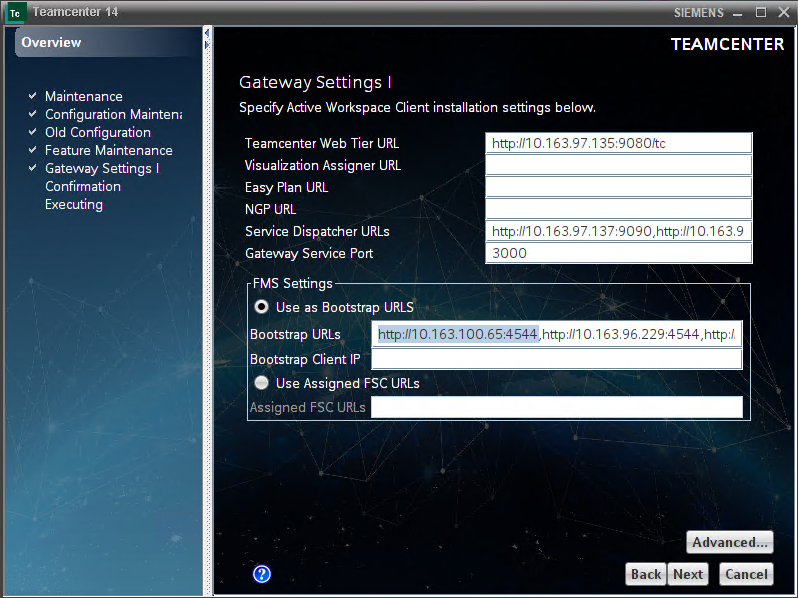 Tc Teamcenter 14
SIEMENS
Overview
TEAMCENTER
Maintenance
Configuration Maintena
Old Configuration
Feature Maintenance
Gateway Settings I
Confirmation
Executing
Gateway Settings I
Specify Active Workspace Client installation settings below.
Teamcenter Web Tier URL http://10.163.97.135:9080/tc
Visualization Assigner URL
Easy Plan URL
NGP URL
Service Dispatcher URLs http://10.163.97.137:9090,http://10.163.9
Gateway Service Port 3000
FMS Settings
Use as Bootstrap URLS
Bootstrap URLs http://10.163.100.65:4544,http://10.163.96.229:4544,http:/
Bootstrap Client IP
Use Assigned FSC URLs
Assigned FSC URLs
Advanced...
?
Back Next Cancel